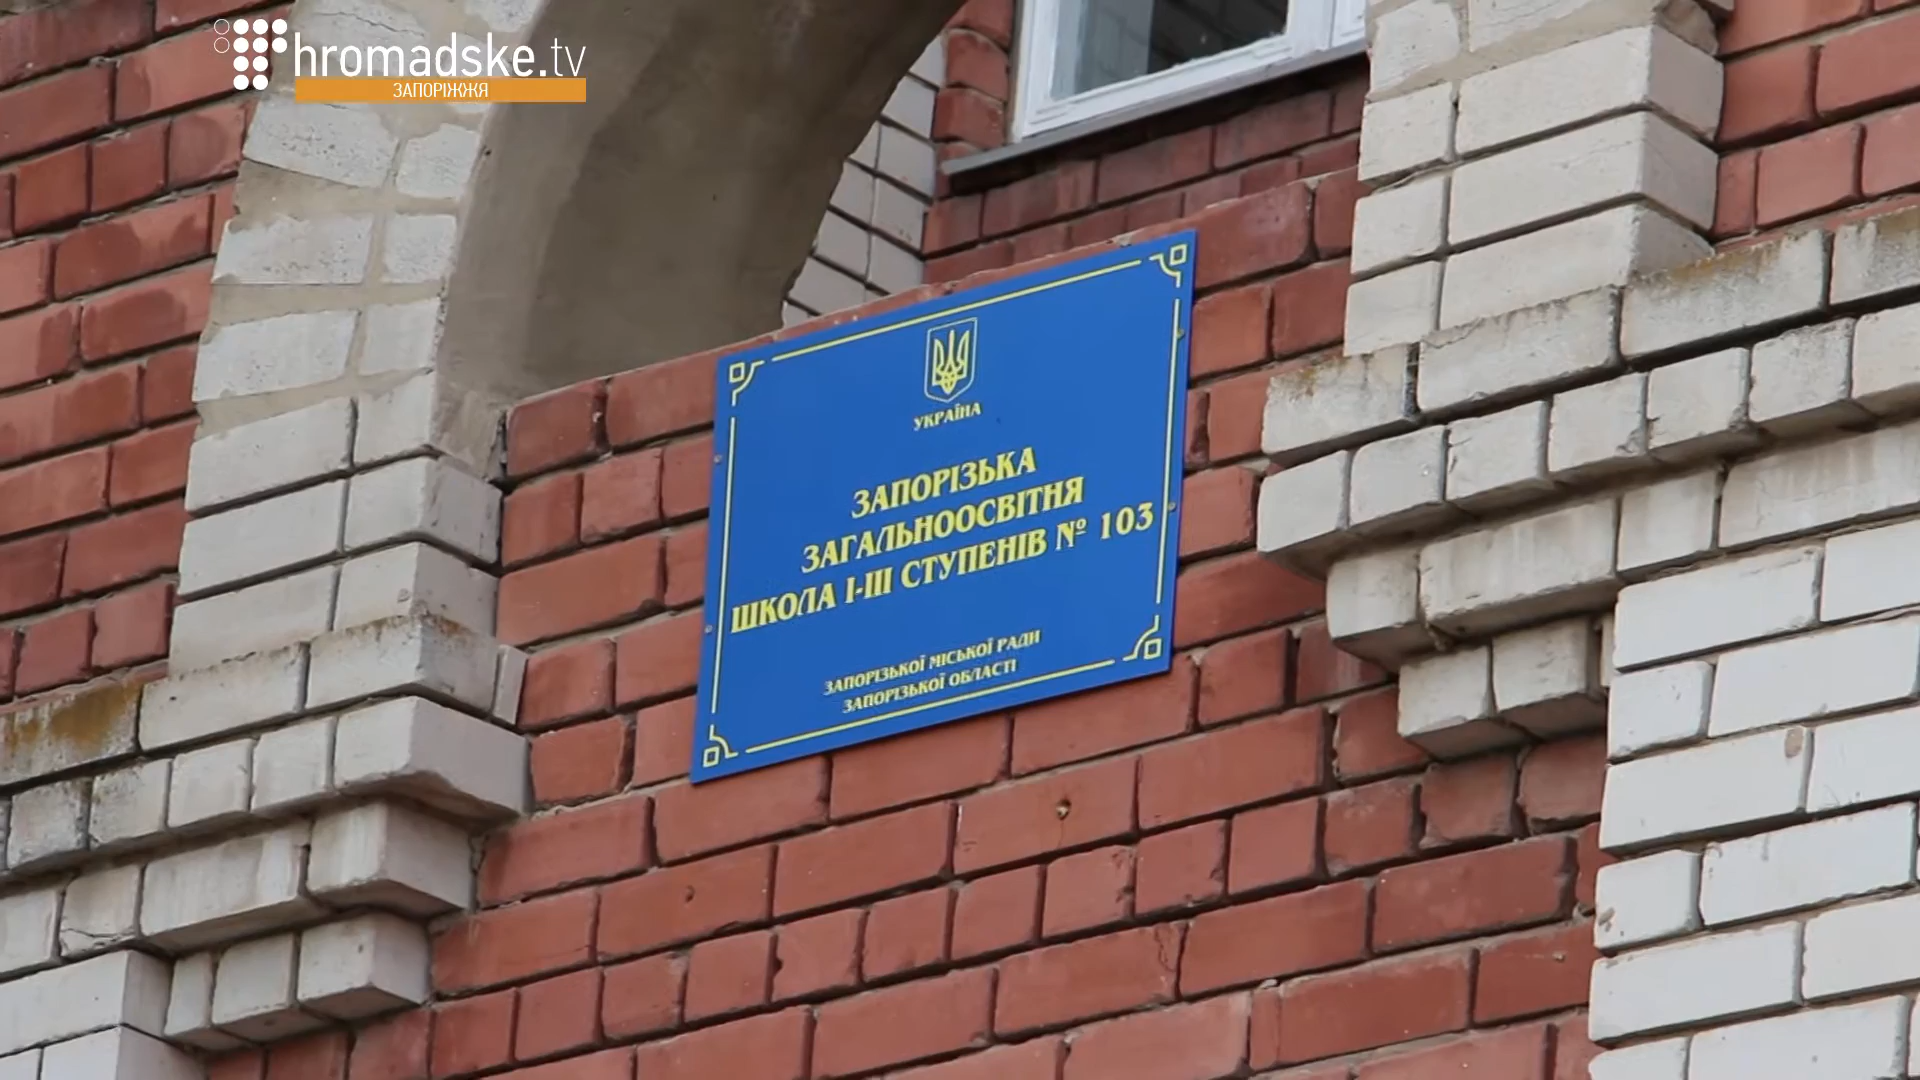 hromadske.tv
ЗАПОРІЖЖЯ
УКРАЇНА
ЗАПОРІЗЬКА
ЗАГАЛЬНООСВІТНЯ
ШКОЛА І-ІІІ СТУПЕНІВ № 103
ЗАПОРІЗЬКОЇ МІСЬКОЇ РАДИ
ЗАПОРІЗЬКОЇ ОБЛАСТІ